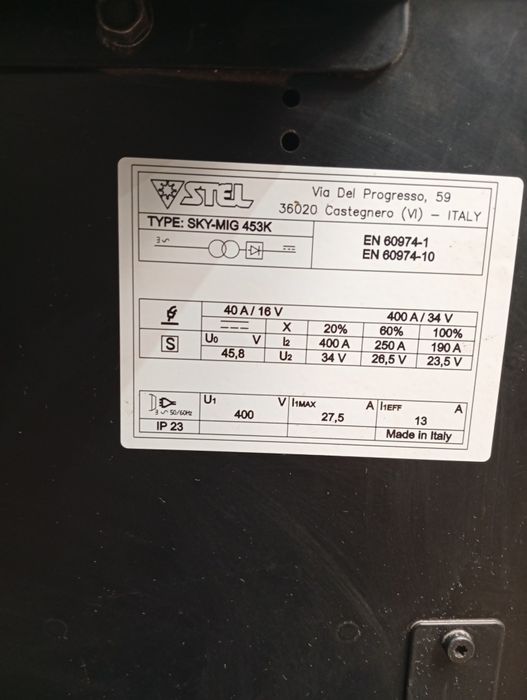 STEL
Via Del Progresso, 59
36020 Castegnero (VI) - ITALY
TYPE: SKY-MIG 453K
EN 60974-1
EN 60974-10
3~
40 A / 16 V 400 A / 34 V
X 20% 60% 100%
S U0 V I2 400 A 250 A 190 A
45,8 U2 34 V 26,5 V 23,5 V
U1 V I1MAX A I1EFF A
3~ 50/60Hz 400 27,5 13
IP 23 Made in Italy